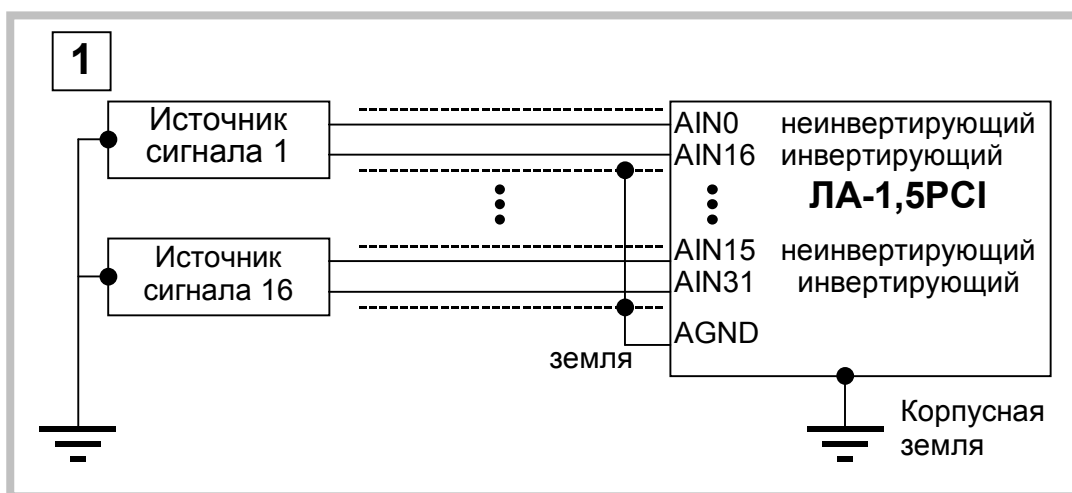 1
Источник
сигнала 1
AIN0 неинвертирующий
AIN16 инвертирующий
ЛА-1,5PCI
Источник
сигнала 16
AIN15 неинвертирующий
AIN31 инвертирующий
AGND
земля
Корпусная
земля